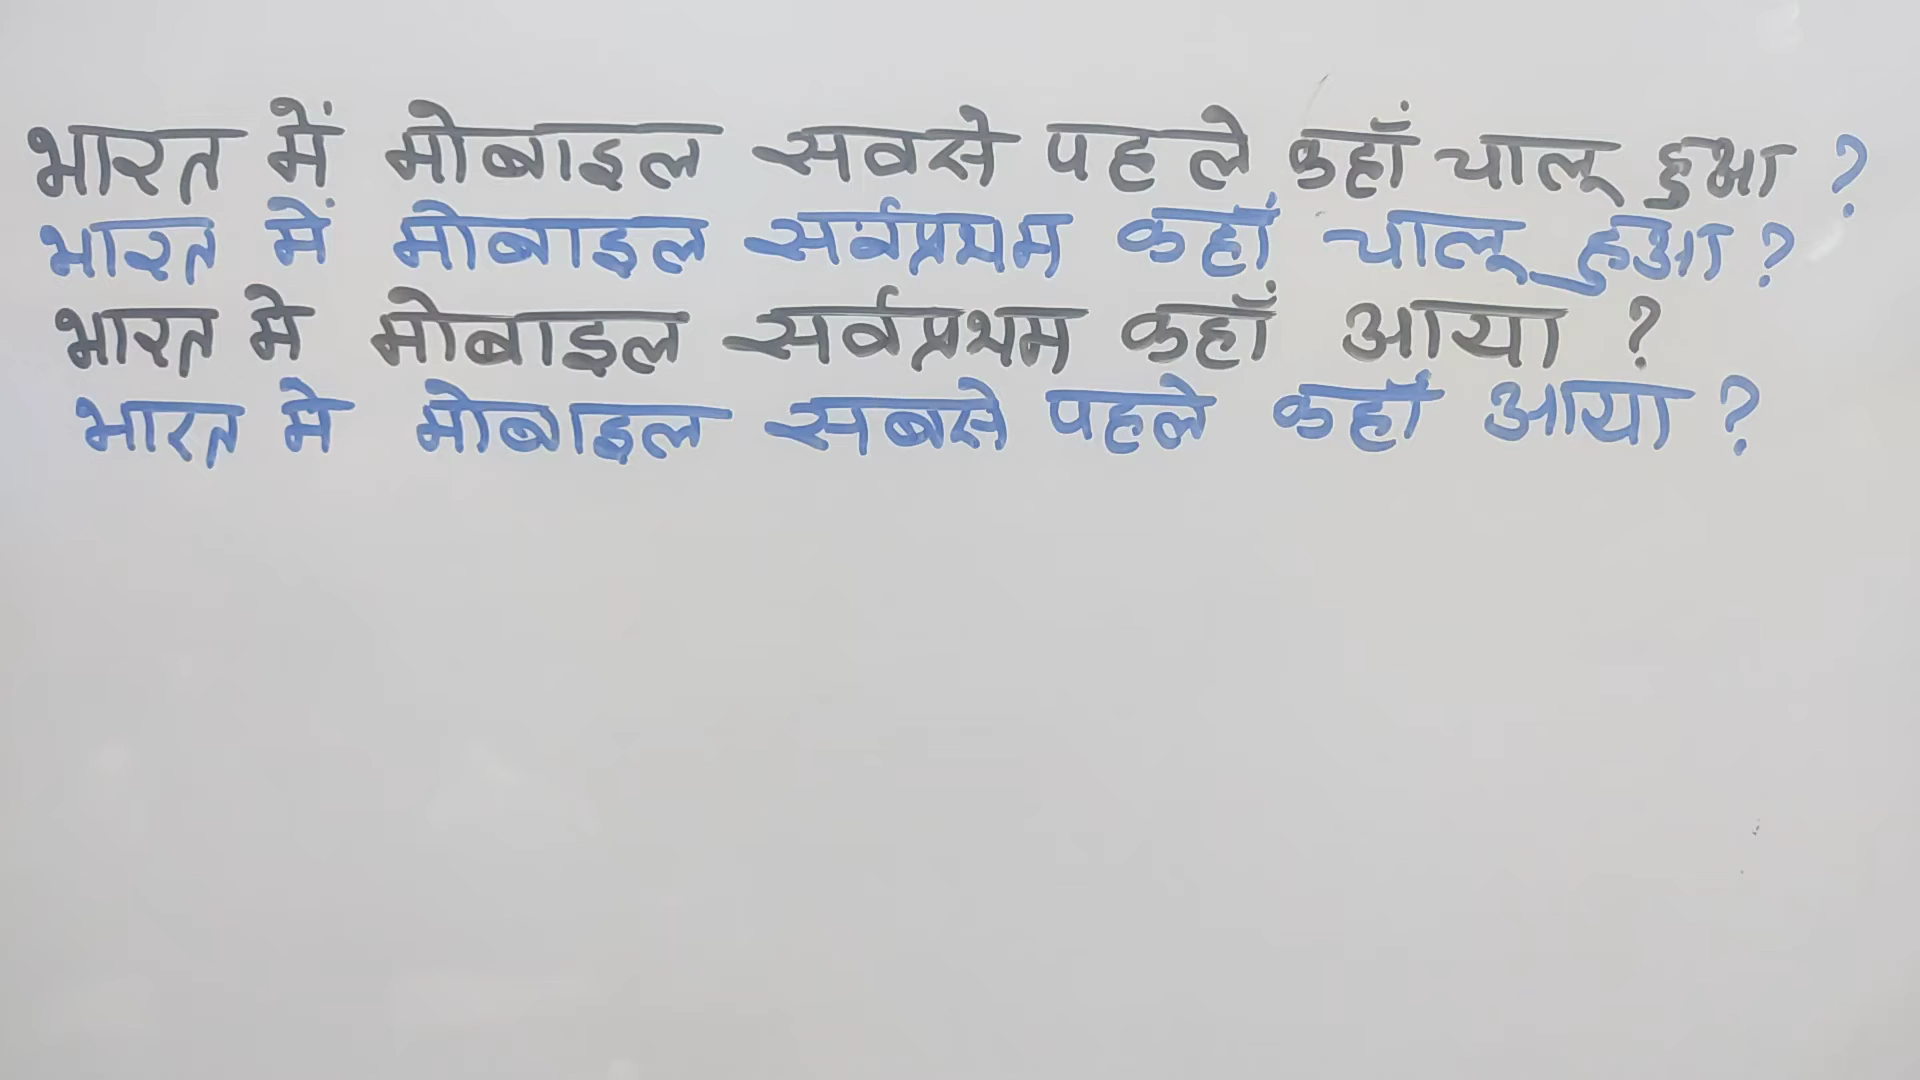 भारत में मोबाइल सबसे पहले कहाँ चालू हुआ ?
भारत में मोबाइल सर्वप्रथम कहाँ चालू हुआ ?
भारत मे मोबाइल सर्वप्रथम कहाँ आया ?
भारत मे मोबाइल सबसे पहले कहाँ आया ?